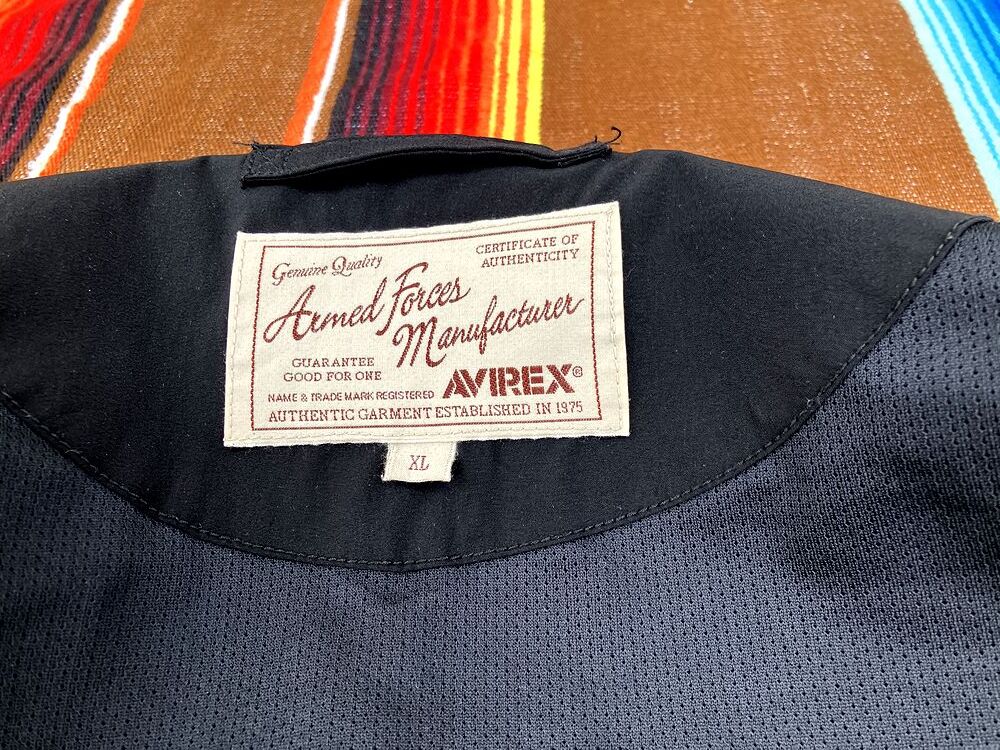 Genuine Quality
CERTIFICATE OF
AUTHENTICITY
Armed Forces
Manufacturer
GUARANTEE
GOOD FOR ONE
NAME & TRADE MARK REGISTERED
AVIREX®
AUTHENTIC GARMENT ESTABLISHED IN 1975
XL